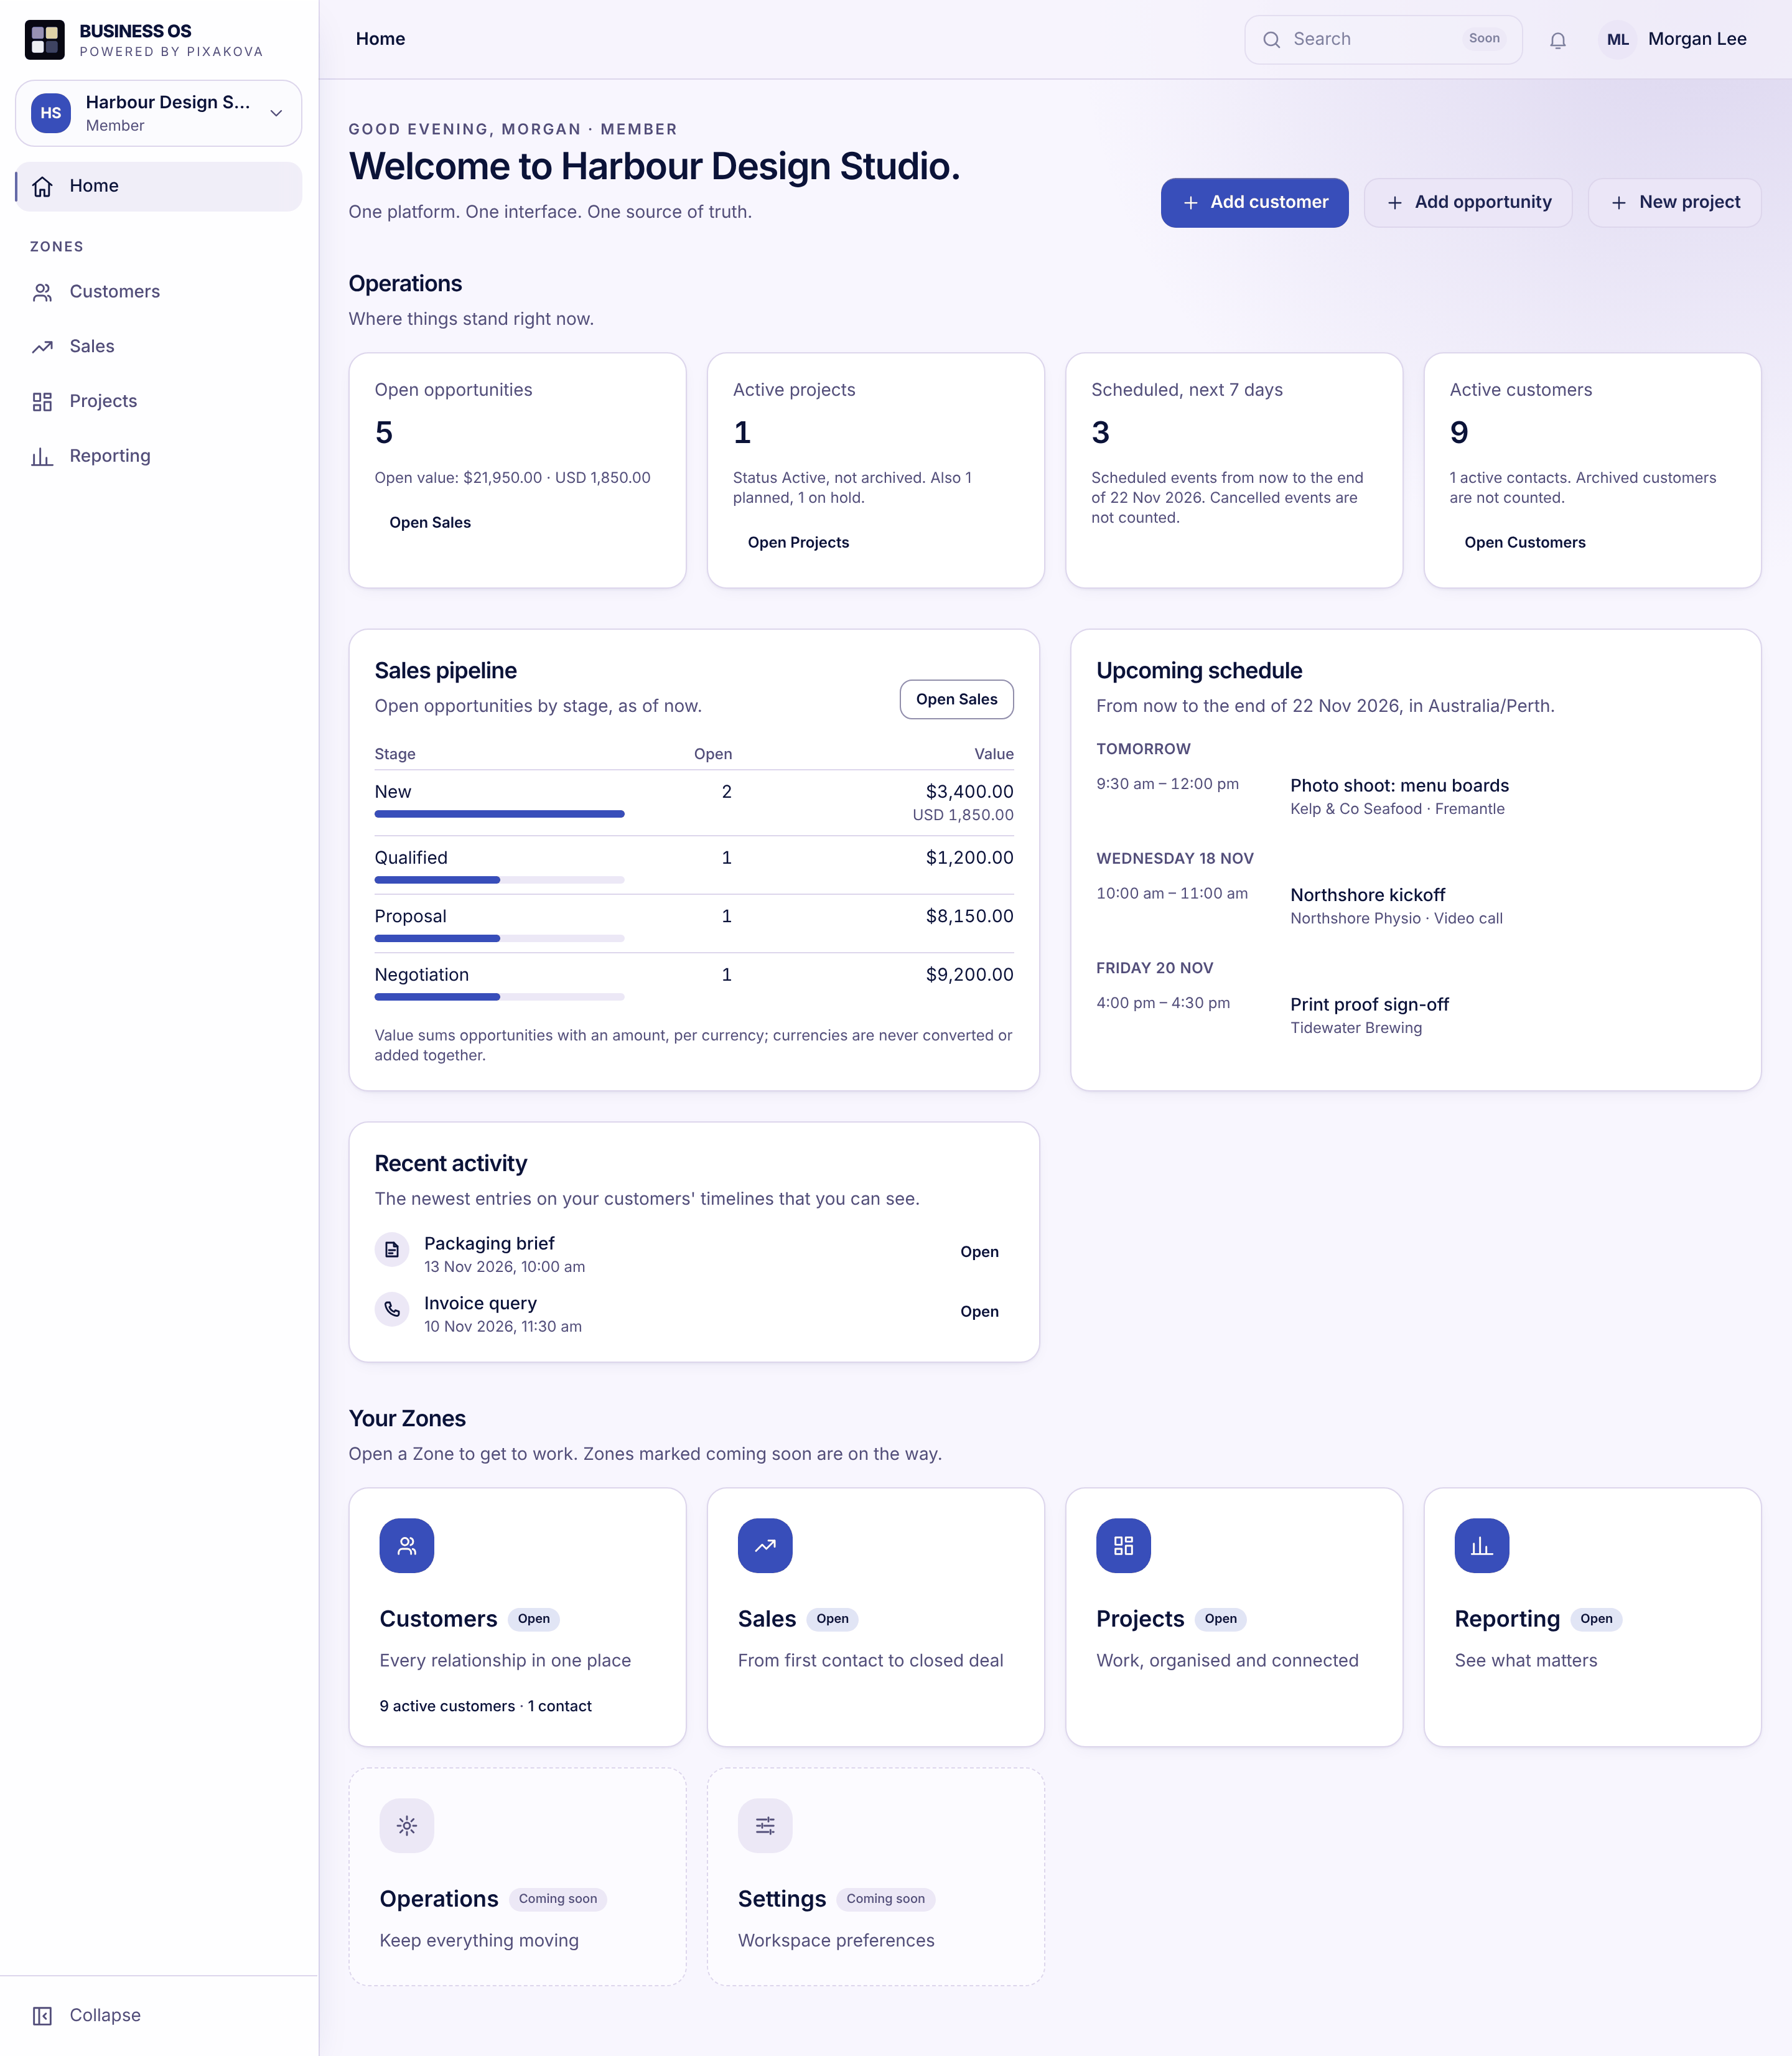 BUSINESS OS
POWERED BY PIXAKOVA
HS
Harbour Design S...
Member
Home
ZONES
Customers
Sales
Projects
Reporting
Collapse
Home
Search
Soon
ML
Morgan Lee
GOOD EVENING, MORGAN · MEMBER
Welcome to Harbour Design Studio.
One platform. One interface. One source of truth.
Add customer
Add opportunity
New project
Operations
Where things stand right now.
Open opportunities
5
Open value: $21,950.00 · USD 1,850.00
Open Sales
Active projects
1
Status Active, not archived. Also 1
planned, 1 on hold.
Open Projects
Scheduled, next 7 days
3
Scheduled events from now to the end
of 22 Nov 2026. Cancelled events are
not counted.
Active customers
9
1 active contacts. Archived customers
are not counted.
Open Customers
Sales pipeline
Open opportunities by stage, as of now.
Open Sales
Stage Open Value
New 2 $3,400.00
USD 1,850.00
Qualified 1 $1,200.00
Proposal 1 $8,150.00
Negotiation 1 $9,200.00
Value sums opportunities with an amount, per currency; currencies are never converted or
added together.
Upcoming schedule
From now to the end of 22 Nov 2026, in Australia/Perth.
TOMORROW
9:30 am – 12:00 pm Photo shoot: menu boards
Kelp & Co Seafood · Fremantle
WEDNESDAY 18 NOV
10:00 am – 11:00 am Northshore kickoff
Northshore Physio · Video call
FRIDAY 20 NOV
4:00 pm – 4:30 pm Print proof sign-off
Tidewater Brewing
Recent activity
The newest entries on your customers' timelines that you can see.
Packaging brief
13 Nov 2026, 10:00 am
Open
Invoice query
10 Nov 2026, 11:30 am
Open
Your Zones
Open a Zone to get to work. Zones marked coming soon are on the way.
Customers Open
Every relationship in one place
9 active customers · 1 contact
Sales Open
From first contact to closed deal
Projects Open
Work, organised and connected
Reporting Open
See what matters
Operations Coming soon
Keep everything moving
Settings Coming soon
Workspace preferences